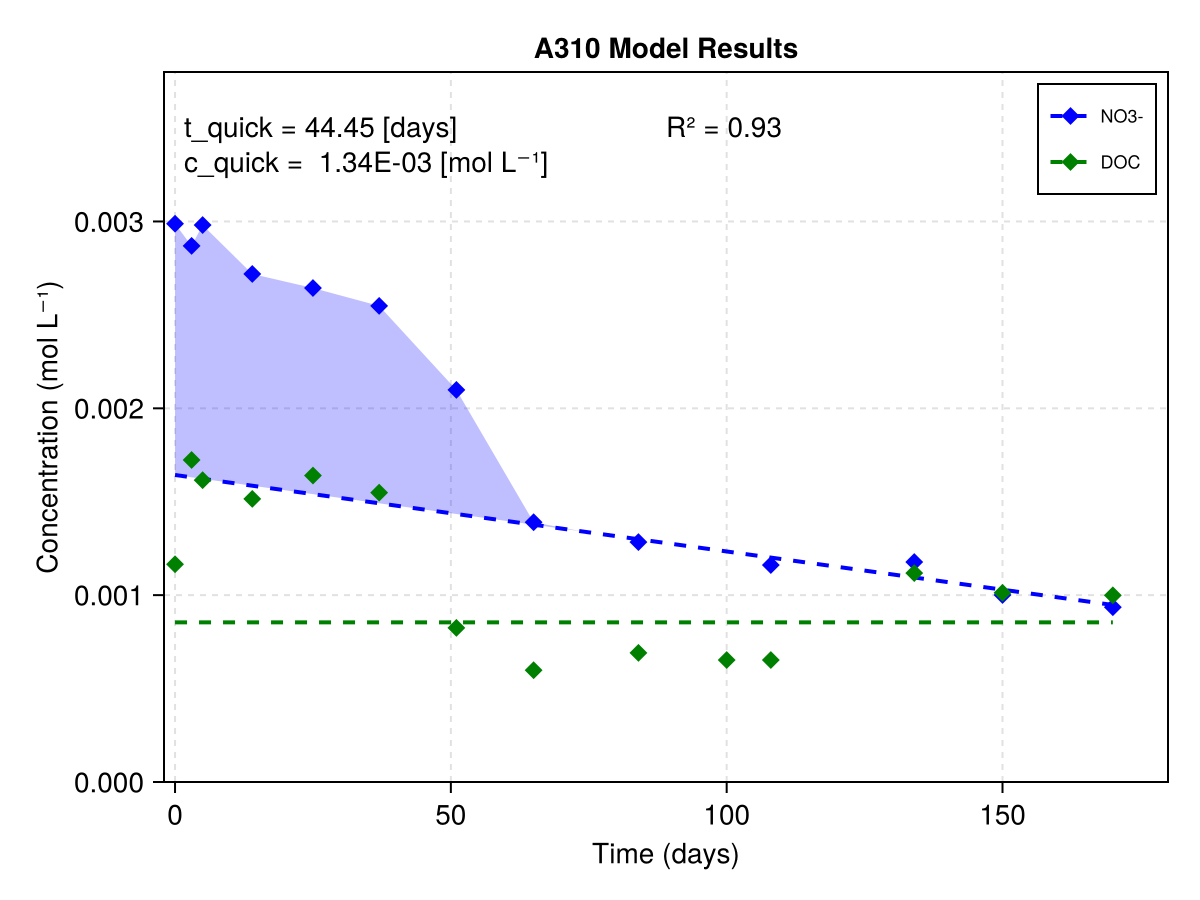 A310 Model Results
t_quick = 44.45 [days]
R² = 0.93
c_quick =  1.34E-03 [mol L⁻¹]
NO3-
DOC
Concentration (mol L⁻¹)
0.003
0.002
0.001
0.000
0
50
100
150
Time (days)